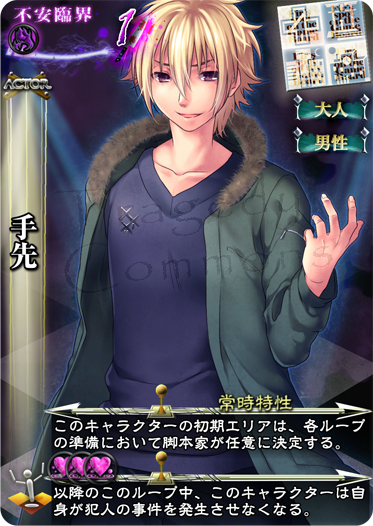 不安臨界
1
ACTOR
大人
男性
手先
Tragedy
Commons
常時特性
このキャラクターの初期エリアは、各ループ
の準備において脚本家が任意に決定する。
以降のこのループ中、このキャラクターは自
身が犯人の事件を発生させなくなる。